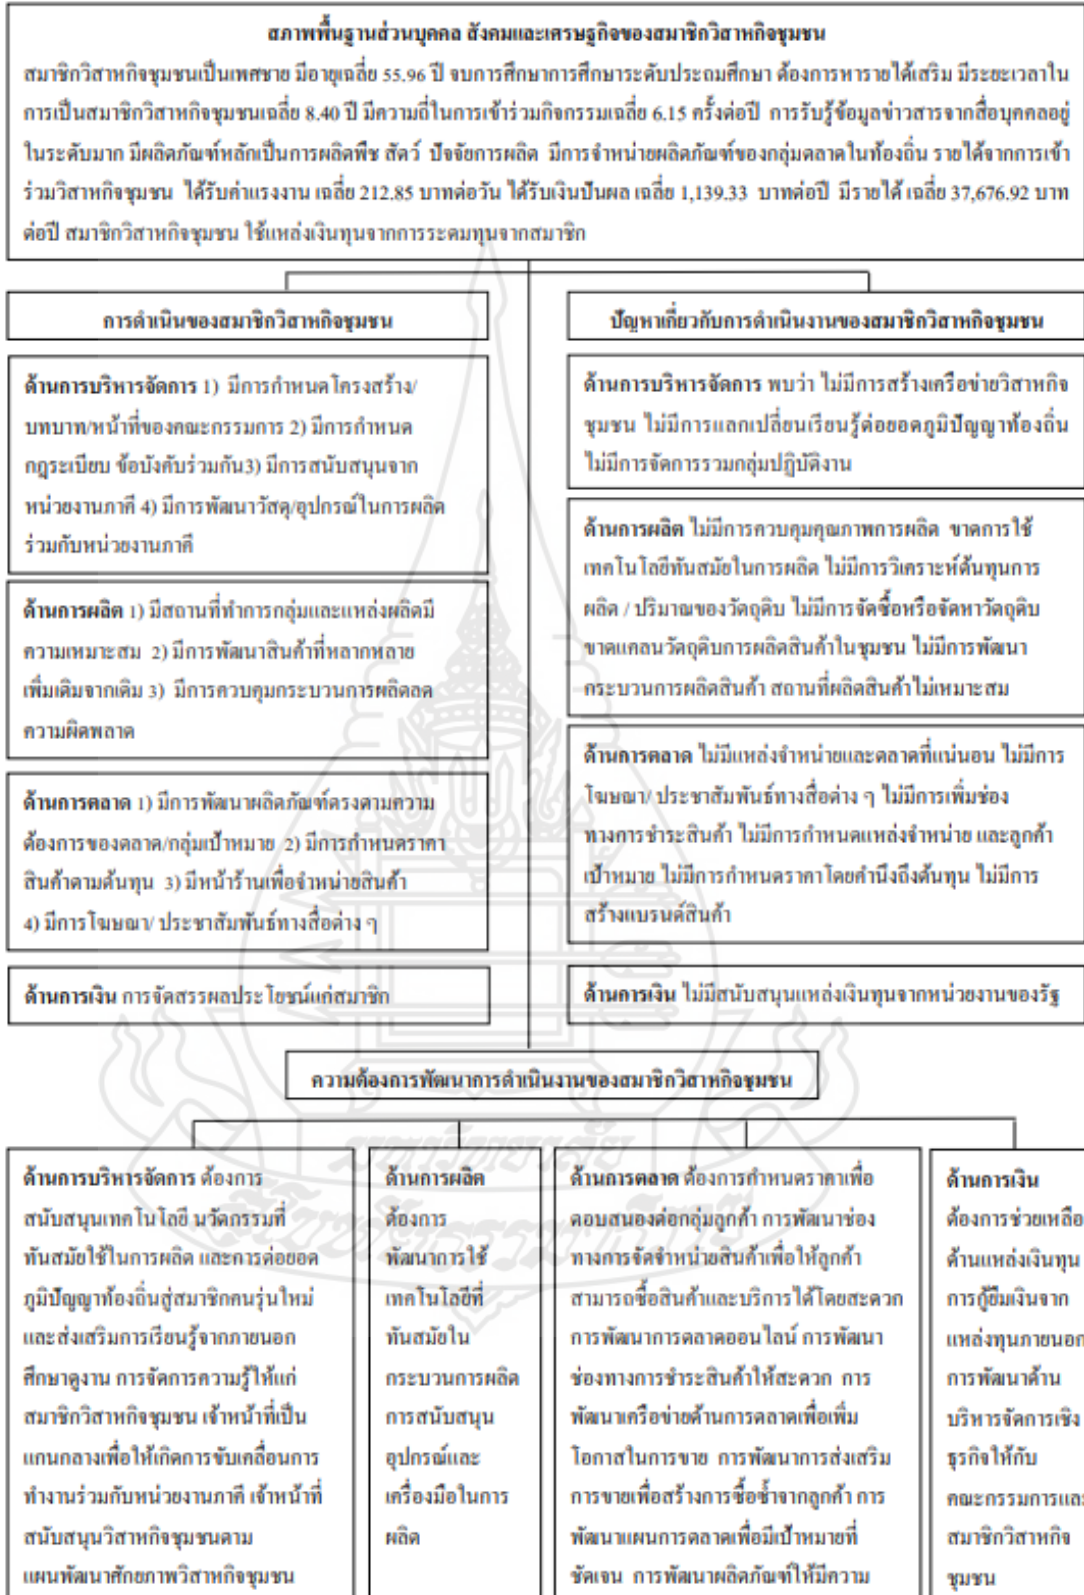 สภาพพื้นฐานส่วนบุคคล สังคมและเศรษฐกิจของสมาชิกวิสาหกิจชุมชน
สมาชิกวิสาหกิจชุมชนเป็นเพศชาย มีอายุเฉลี่ย 55.96 ปี จบการศึกษาการศึกษาระดับประถมศึกษา ต้องการหารายได้เสริม มีระยะเวลาใน
การเป็นสมาชิกวิสาหกิจชุมชนเฉลี่ย 8.40 ปี มีความถี่ในการเข้าร่วมกิจกรรมเฉลี่ย 6.15 ครั้งต่อปี การรับรู้ข้อมูลข่าวสารจากสื่อบุคคลอยู่
ในระดับมาก มีผลิตภัณฑ์หลักเป็นการผลิตพืช สัตว์ ปัจจัยการผลิต มีการจำหน่ายผลิตภัณฑ์ของกลุ่มตลาดในท้องถิ่น รายได้จากการเข้า
ร่วมวิสาหกิจชุมชน ได้รับค่าแรงงาน เฉลี่ย 212.85 บาทต่อวัน ได้รับเงินปันผล เฉลี่ย 1,139.33 บาทต่อปี มีรายได้ เฉลี่ย 37,676.92 บาท
ต่อปี สมาชิกวิสาหกิจชุมชน ใช้แหล่งเงินทุนจากการระดมทุนจากสมาชิก
การดำเนินของสมาชิกวิสาหกิจชุมชน
ด้านการบริหารจัดการ 1) มีการกำหนดโครงสร้าง/
บทบาท/หน้าที่ของคณะกรรมการ 2) มีการกำหนด
กฎระเบียบ ข้อบังคับร่วมกัน3) มีการสนับสนุนจาก
หน่วยงานภาคี 4) มีการพัฒนาวัสดุ/อุปกรณ์ในการผลิต
ร่วมกับหน่วยงานภาคี
ด้านการผลิต 1) มีสถานที่ทำการกลุ่มและแหล่งผลิตมี
ความเหมาะสม 2) มีการพัฒนาสินค้าที่หลากหลาย
เพิ่มเติมจากเดิม 3) มีการควบคุมกระบวนการผลิตลด
ความผิดพลาด
ด้านการตลาด 1) มีการพัฒนาผลิตภัณฑ์ตรงตามความ
ต้องการของตลาด/กลุ่มเป้าหมาย 2) มีการกำหนดราคา
สินค้าตามต้นทุน 3) มีหน้าร้านเพื่อจำหน่ายสินค้า
4) มีการโฆษณา/ ประชาสัมพันธ์ทางสื่อต่าง ๆ
ด้านการเงิน การจัดสรรผลประโยชน์แก่สมาชิก
ปัญหาเกี่ยวกับการดำเนินงานของสมาชิกวิสาหกิจชุมชน
ด้านการบริหารจัดการ พบว่า ไม่มีการสร้างเครือข่ายวิสาหกิจ
ชุมชน ไม่มีการแลกเปลี่ยนเรียนรู้ต่อยอดภูมิปัญญาท้องถิ่น
ไม่มีการจัดการรวมกลุ่มปฏิบัติงาน
ด้านการผลิต ไม่มีการควบคุมคุณภาพการผลิต ขาดการใช้
เทคโนโลยีทันสมัยในการผลิต ไม่มีการวิเคราะห์ต้นทุนการ
ผลิต / ปริมาณของวัตถุดิบ ไม่มีการจัดซื้อหรือจัดหาวัตถุดิบ
ขาดแคลนวัตถุดิบการผลิตสินค้าในชุมชน ไม่มีการพัฒนา
กระบวนการผลิตสินค้า สถานที่ผลิตสินค้าไม่เหมาะสม
ด้านการตลาด ไม่มีแหล่งจำหน่ายและตลาดที่แน่นอน ไม่มีการ
โฆษณา/ ประชาสัมพันธ์ทางสื่อต่าง ๆ ไม่มีการเพิ่มช่อง
ทางการชำระสินค้า ไม่มีการกำหนดแหล่งจำหน่าย และลูกค้า
เป้าหมาย ไม่มีการกำหนดราคาโดยคำนึงถึงต้นทุน ไม่มีการ
สร้างแบรนด์สินค้า
ด้านการเงิน ไม่มีสนับสนุนแหล่งเงินทุนจากหน่วยงานของรัฐ
ความต้องการพัฒนาการดำเนินงานของสมาชิกวิสาหกิจชุมชน
ด้านการบริหารจัดการ ต้องการ
สนับสนุนเทคโนโลยี นวัตกรรมที่
ทันสมัยใช้ในการผลิต และการต่อยอด
ภูมิปัญญาท้องถิ่นสู่สมาชิกคนรุ่นใหม่
และส่งเสริมการเรียนรู้จากภายนอก
ศึกษาดูงาน การจัดการความรู้ให้แก่
สมาชิกวิสาหกิจชุมชน เจ้าหน้าที่เป็น
แกนกลางเพื่อให้เกิดการขับเคลื่อนการ
ทำงานร่วมกับหน่วยงานภาคี เจ้าหน้าที่
สนับสนุนวิสาหกิจชุมชนตาม
แผนพัฒนาศักยภาพวิสาหกิจชุมชน
ด้านการผลิต
ต้องการ
พัฒนาการใช้
เทคโนโลยีที่
ทันสมัยใน
กระบวนการผลิต
การสนับสนุน
อุปกรณ์และ
เครื่องมือในการ
ผลิต
ด้านการตลาด ต้องการกำหนดราคาเพื่อ
ตอบสนองต่อกลุ่มลูกค้า การพัฒนาช่อง
ทางการจัดจำหน่ายสินค้าเพื่อให้ลูกค้า
สามารถซื้อสินค้าและบริการได้โดยสะดวก
การพัฒนาการตลาดออนไลน์ การพัฒนา
ช่องทางการชำระสินค้าให้สะดวก การ
พัฒนาเครือข่ายด้านการตลาดเพื่อเพิ่ม
โอกาสในการขาย การพัฒนาการส่งเสริม
การขายเพื่อสร้างการซื้อซ้ำจากลูกค้า การ
พัฒนาแผนการตลาดเพื่อมีเป้าหมายที่
ชัดเจน การพัฒนาผลิตภัณฑ์ให้มีความ
ด้านการเงิน
ต้องการช่วยเหลือ
ด้านแหล่งเงินทุน
การกู้ยืมเงินจาก
แหล่งทุนภายนอก
การพัฒนาด้าน
บริหารจัดการเชิง
ธุรกิจให้กับ
คณะกรรมการและ
สมาชิกวิสาหกิจ
ชุมชน
มหาวิทยาลัย
สุโขทัยธรรมาธิราช